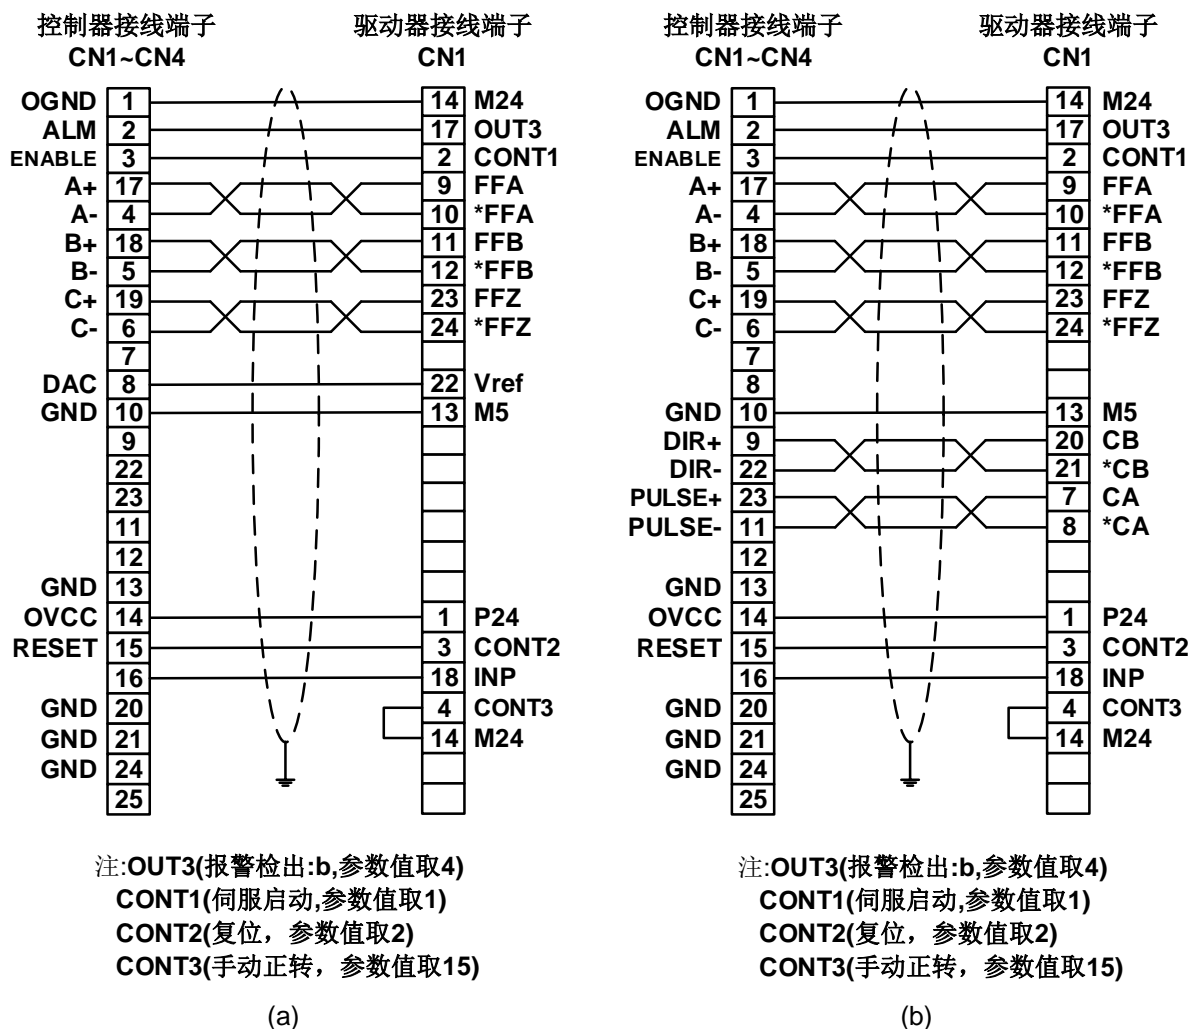 控制器接线端子 驱动器接线端子
CN1~CN4 CN1
OGND 1 14 M24
ALM 2 17 OUT3
ENABLE 3 2 CONT1
A+ 17 9 FFA
A- 4 10 *FFA
B+ 18 11 FFB
B- 5 12 *FFB
C+ 19 23 FFZ
C- 6 24 *FFZ
7
DAC 8 22 Vref
GND 10 13 M5
9
22
23
11
12
GND 13
OVCC 14 1 P24
RESET 15 3 CONT2
16 18 INP
GND 20 4 CONT3
GND 21 14 M24
GND 24
25
注:OUT3(报警检出:b,参数值取4)
CONT1(伺服启动,参数值取1)
CONT2(复位，参数值取2)
CONT3(手动正转，参数值取15)
(a)
控制器接线端子 驱动器接线端子
CN1~CN4 CN1
OGND 1 14 M24
ALM 2 17 OUT3
ENABLE 3 2 CONT1
A+ 17 9 FFA
A- 4 10 *FFA
B+ 18 11 FFB
B- 5 12 *FFB
C+ 19 23 FFZ
C- 6 24 *FFZ
7
8
GND 10 13 M5
DIR+ 9 20 CB
DIR- 22 21 *CB
PULSE+ 23 7 CA
PULSE- 11 8 *CA
12
GND 13
OVCC 14 1 P24
RESET 15 3 CONT2
16 18 INP
GND 20 4 CONT3
GND 21 14 M24
GND 24
25
注:OUT3(报警检出:b,参数值取4)
CONT1(伺服启动,参数值取1)
CONT2(复位，参数值取2)
CONT3(手动正转，参数值取15)
(b)